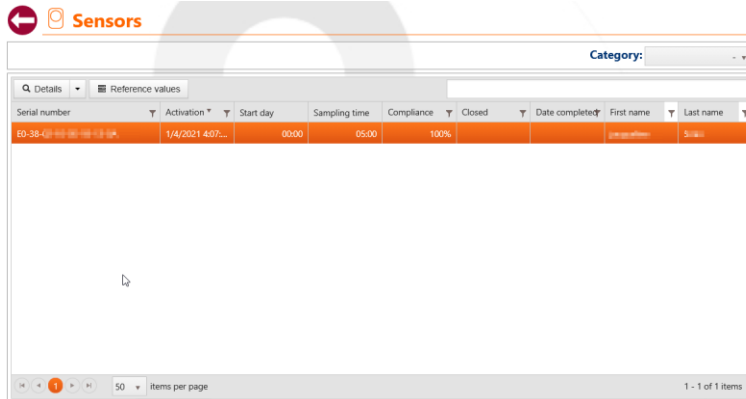 Sensors
Category: -
Details Reference values
Serial number Activation Start day Sampling time Compliance Closed Date completed First name Last name
E0-38- 1/4/2021 4:07:... 00:00 05:00 100%
1 50 items per page 1 - 1 of 1 items